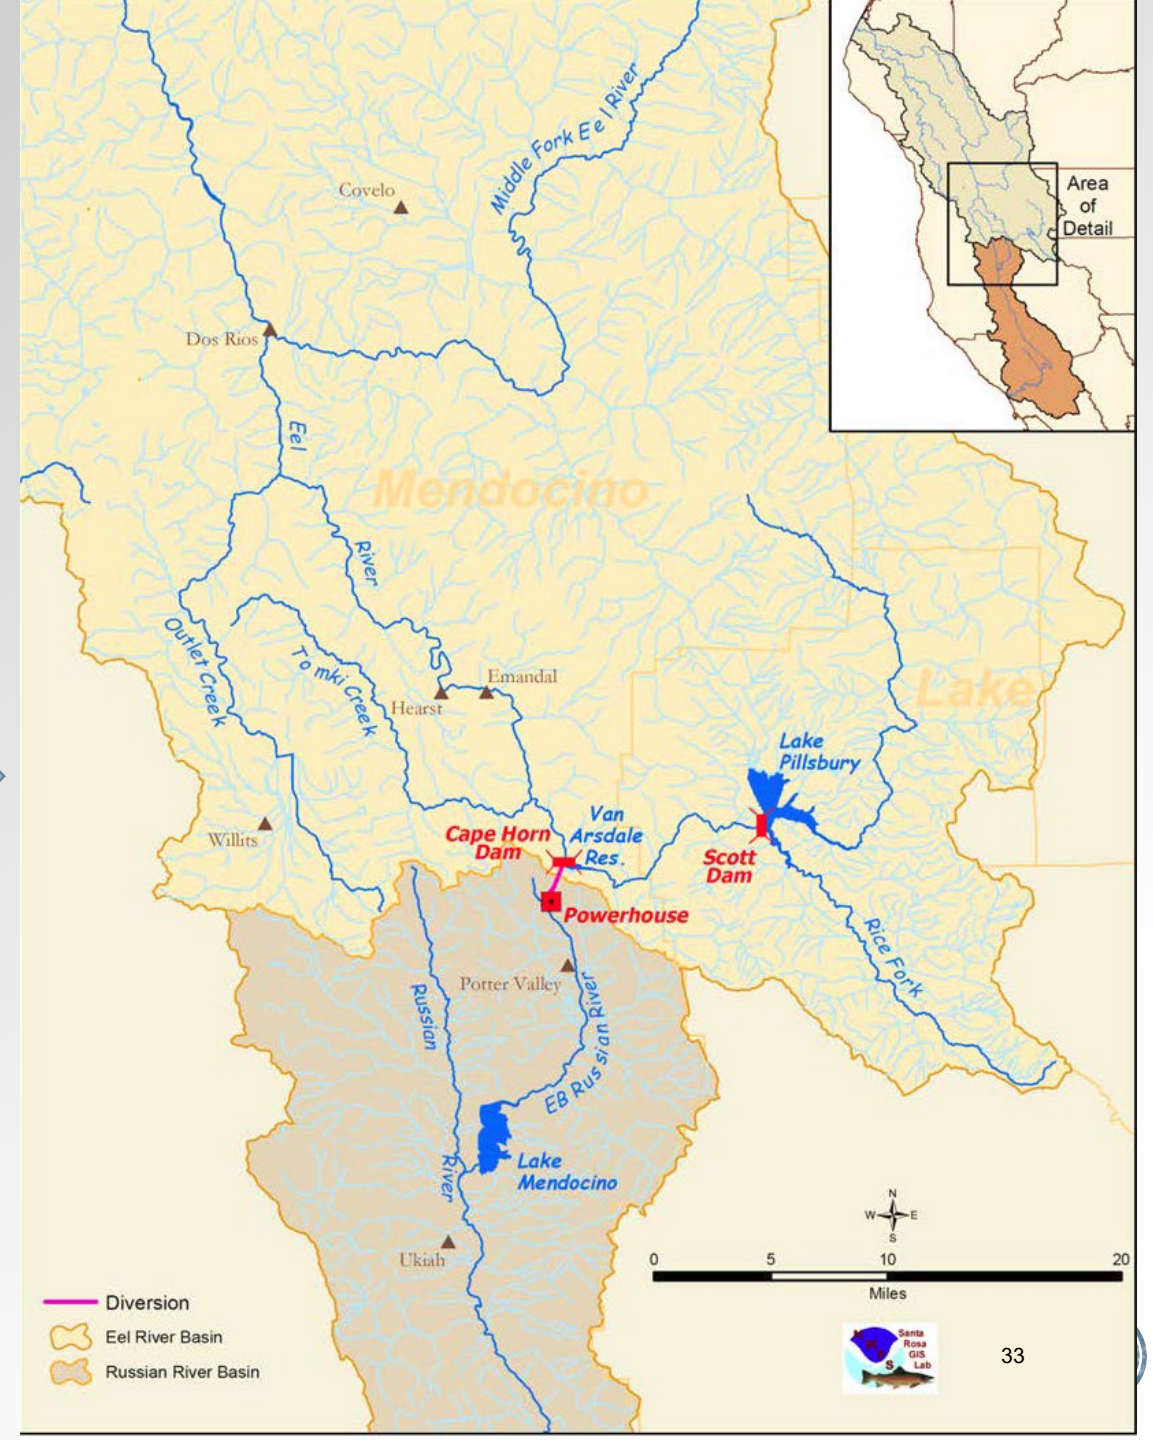 Middle Fork Eel River
Covelo
Area
of
Detail
Dos Rios
Eel
Mendocino
River
Outlet Creek
Tomki Creek
Emandal
Hearst
Lake
Lake
Pillsbury
Willits
Cape Horn
Dam
Van
Arsdale
Res.
Scott
Dam
Powerhouse
Rice Fork
Potter Valley
Russian
EB Russian River
Lake
Mendocino
River
Ukiah
N
W
E
S
0 5 10 20
Miles
Diversion
Eel River Basin
Russian River Basin
S
Santa
Rosa
GIS
Lab
33